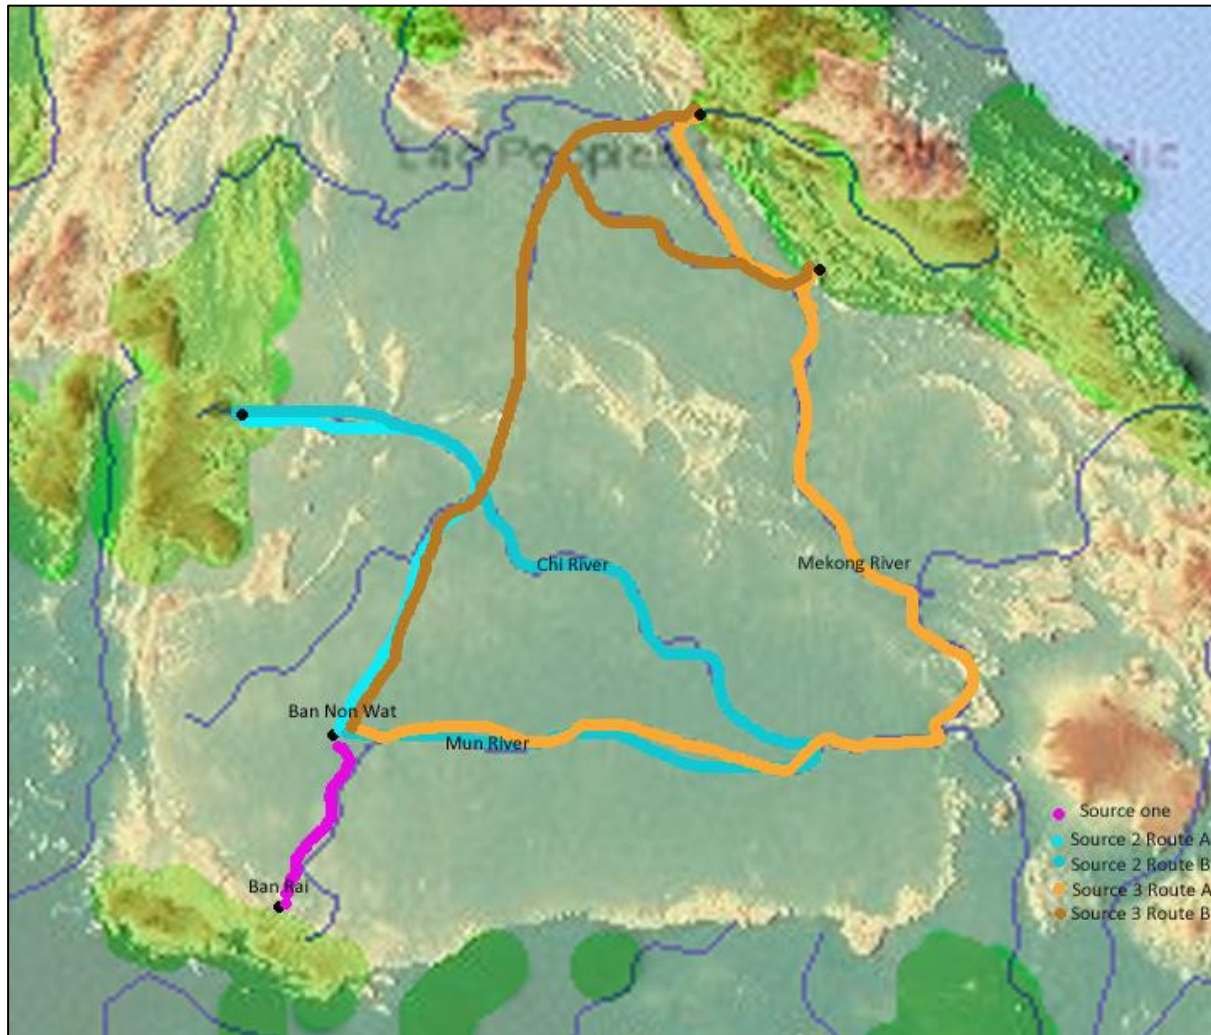 Chi River
Mekong River
Ban Non Wat
Mun River
Ban Rai
Source one
Source 2 Route A
Source 2 Route B
Source 3 Route A
Source 3 Route B